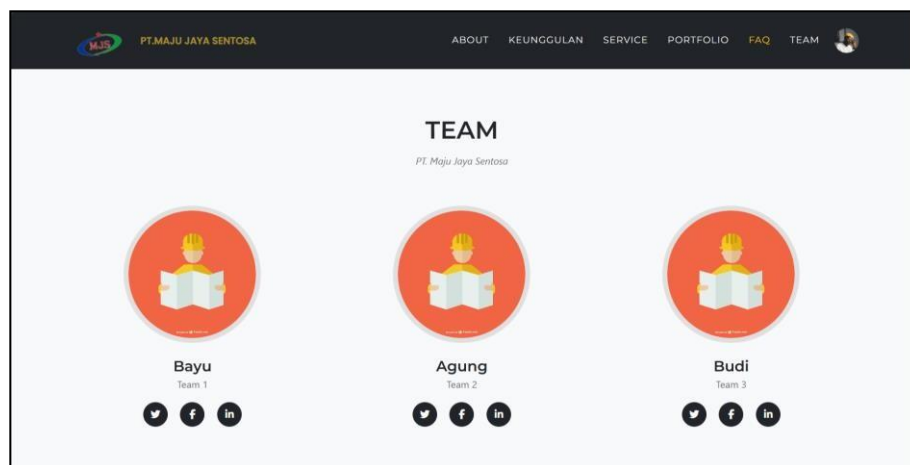 MJS PT.MAJU JAYA SENTOSA ABOUT KEUNGGULAN SERVICE PORTFOLIO FAQ TEAM
TEAM
PT. Maju Jaya Sentosa
Bayu Agung Budi
Team 1 Team 2 Team 3